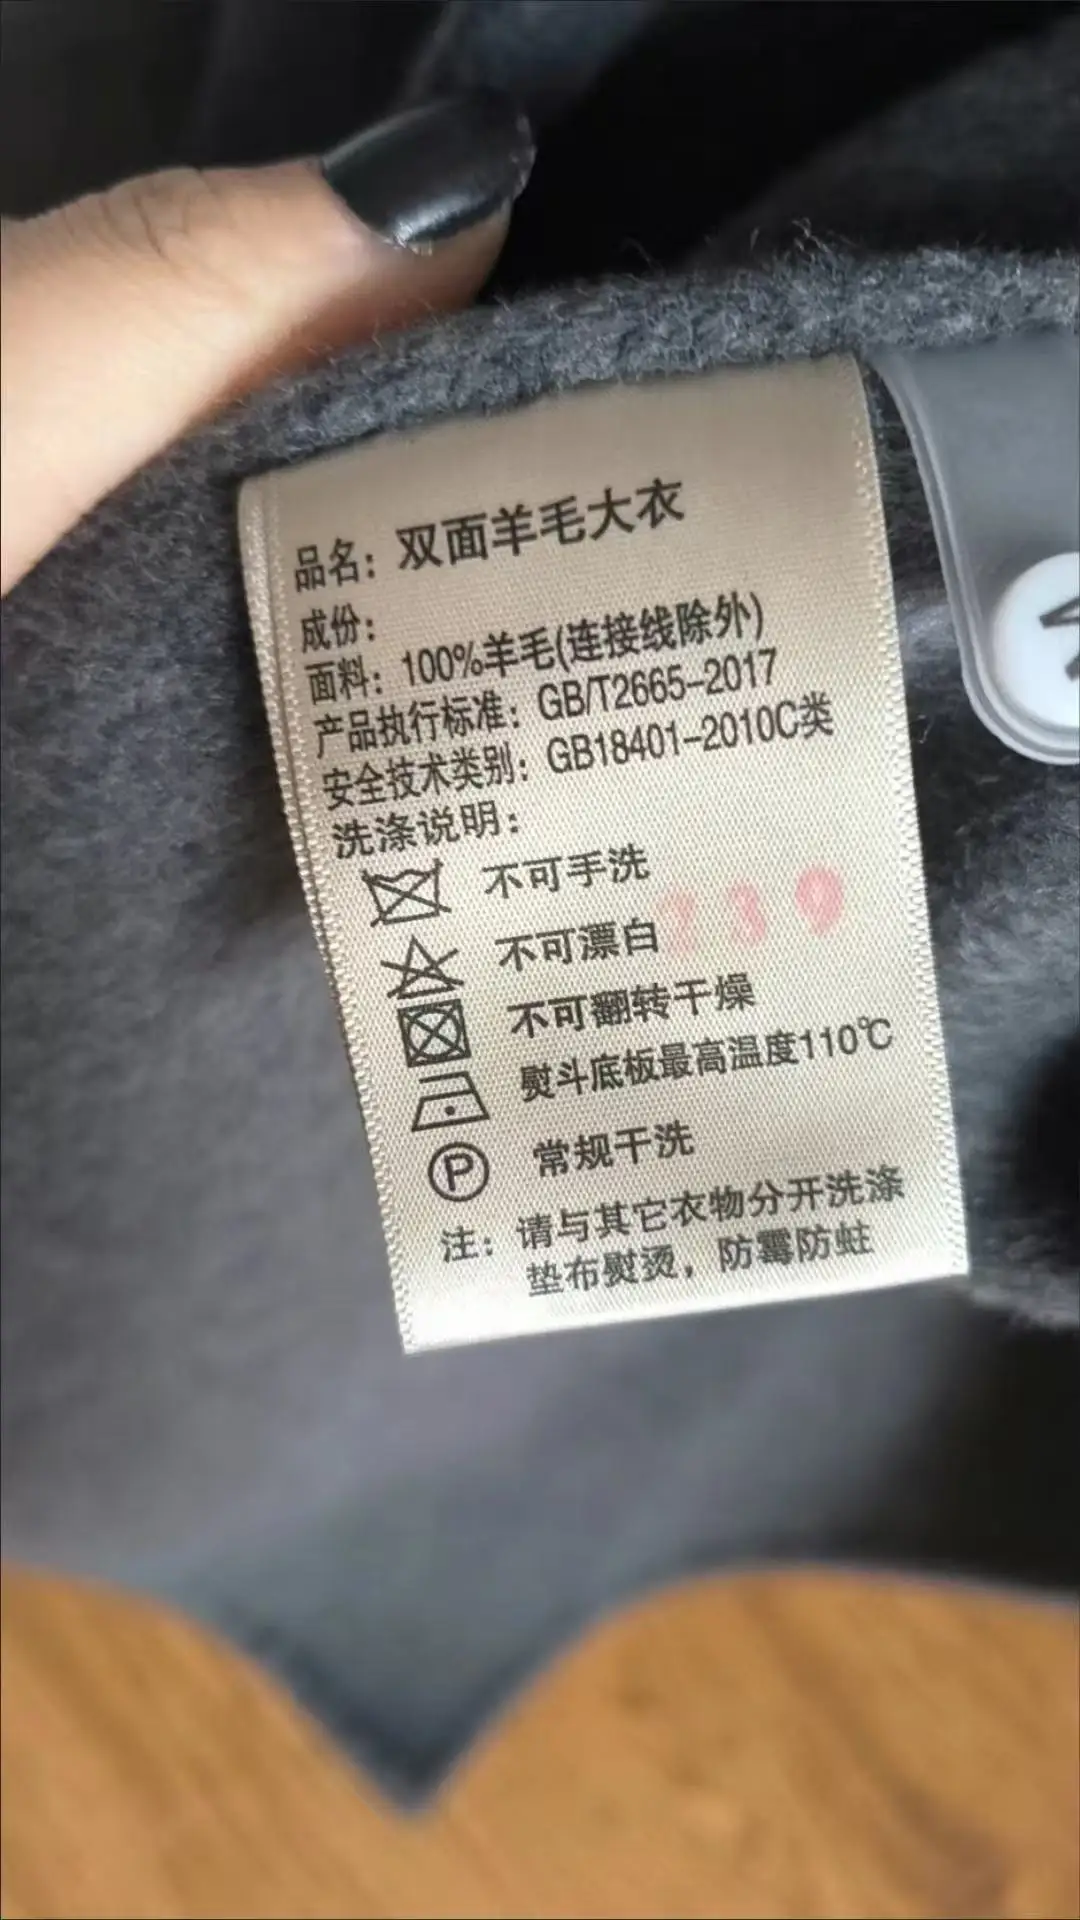 品名：双面羊毛大衣
成份：
面料：100%羊毛(连接线除外)
产品执行标准：GB/T2665-2017
安全技术类别：GB18401-2010C类
洗涤说明：
不可手洗
不可漂白
不可翻转干燥
熨斗底板最高温度110℃
P 常规干洗
注：请与其它衣物分开洗涤
垫布熨烫，防霉防蛀